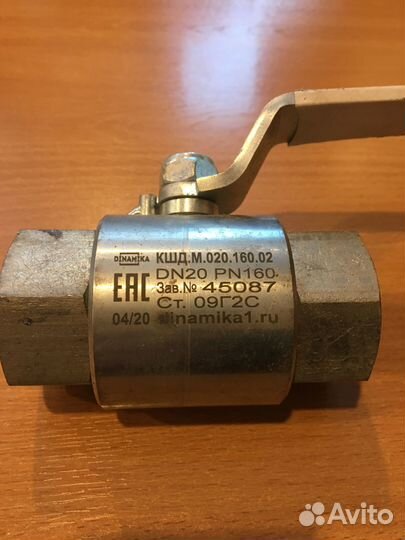 DINAMIKA КШД.М.020.160.02
DN20 PN160
ЕАС Зав.№ 45087
Ст. 09Г2С
04/20 dinamika1.ru
Avito